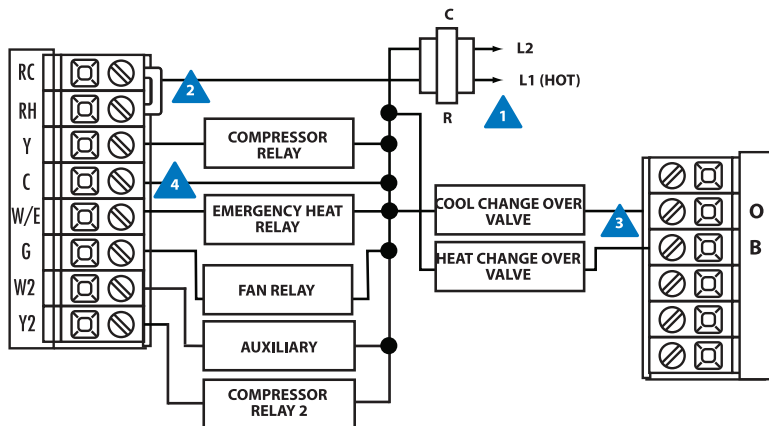 C
L2
L1 (HOT)
R
1
RC
2
RH
Y
COMPRESSOR
RELAY
C
4
W/E
EMERGENCY HEAT
RELAY
G
FAN RELAY
W2
AUXILIARY
Y2
COMPRESSOR
RELAY 2
COOL CHANGE OVER
VALVE
3
O
HEAT CHANGE OVER
VALVE
B